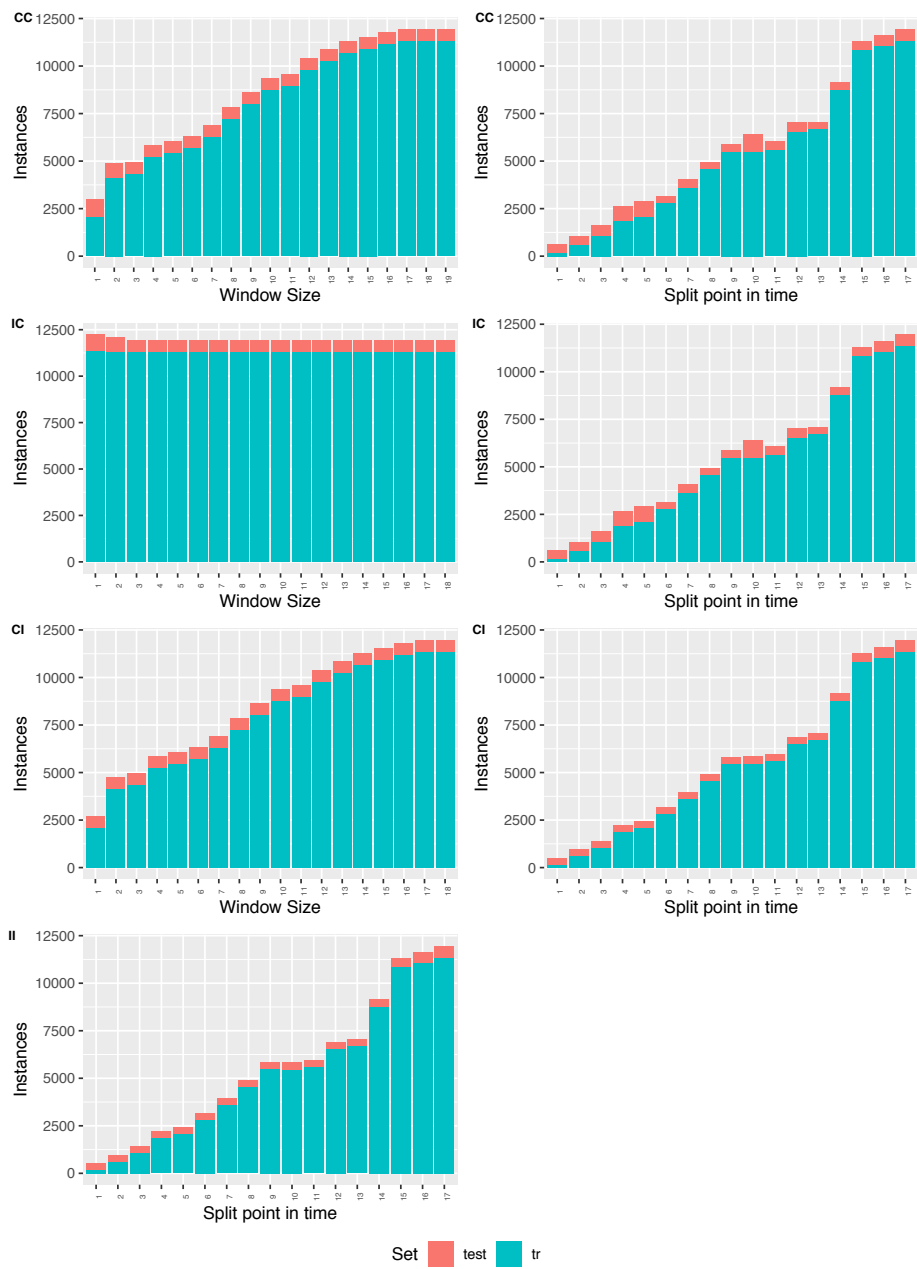 CC
12500
10000
7500
5000
2500
0
Instances
1 2 3 4 5 6 7 8 9 10 11 12 13 14 15 16 17 18 19
Window Size
CC
12500
10000
7500
5000
2500
0
Instances
1 2 3 4 5 6 7 8 9 10 11 12 13 14 15 16 17
Split point in time
IC
12500
10000
7500
5000
2500
0
Instances
1 2 3 4 5 6 7 8 9 10 11 12 13 14 15 16 17 18
Window Size
IC
12500
10000
7500
5000
2500
0
Instances
1 2 3 4 5 6 7 8 9 10 11 12 13 14 15 16 17
Split point in time
CI
12500
10000
7500
5000
2500
0
Instances
1 2 3 4 5 6 7 8 9 10 11 12 13 14 15 16 17 18
Window Size
CI
12500
10000
7500
5000
2500
0
Instances
1 2 3 4 5 6 7 8 9 10 11 12 13 14 15 16 17
Split point in time
II
12500
10000
7500
5000
2500
0
Instances
1 2 3 4 5 6 7 8 9 10 11 12 13 14 15 16 17
Split point in time
Set test tr